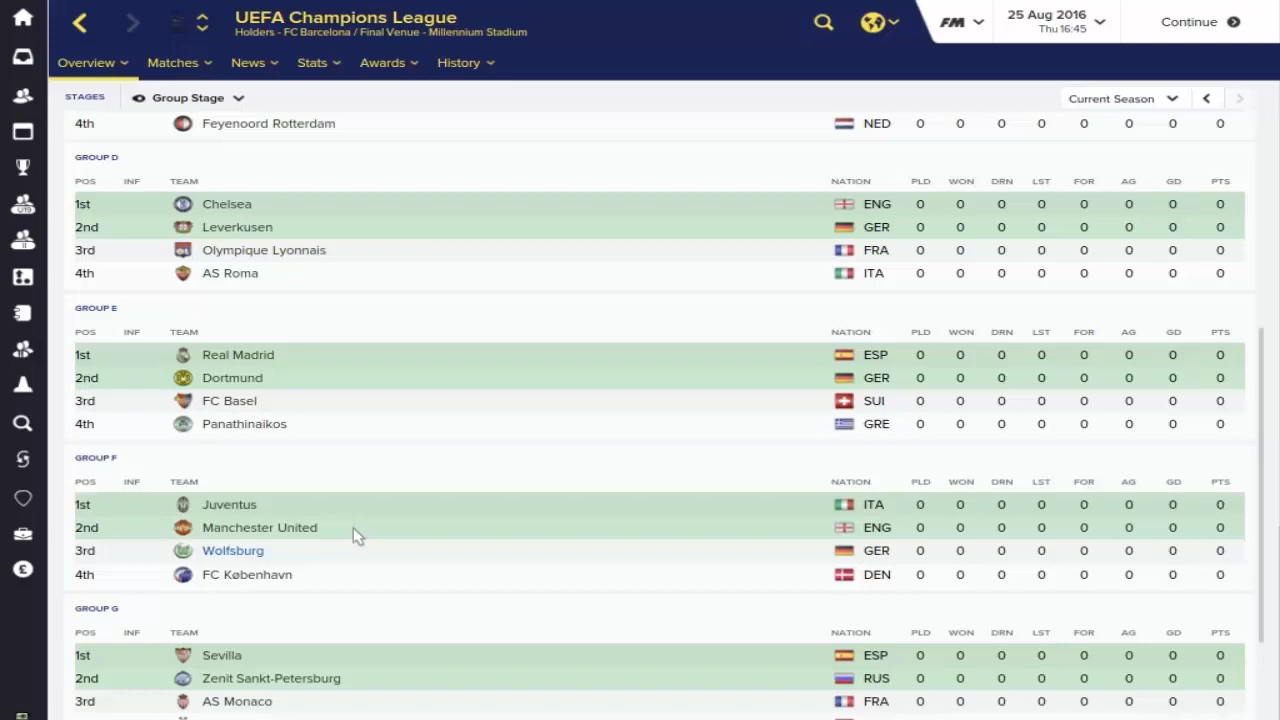 UEFA Champions League
Holders - FC Barcelona / Final Venue - Millennium Stadium
FM
25 Aug 2016
Thu 16:45
Continue
Overview Matches News Stats Awards History
STAGES Group Stage Current Season
4th Feyenoord Rotterdam NED 0 0 0 0 0 0 0 0
GROUP D
POS INF TEAM NATION PLD WON DRN LST FOR AG GD PTS
1st Chelsea ENG 0 0 0 0 0 0 0 0
2nd Leverkusen GER 0 0 0 0 0 0 0 0
3rd Olympique Lyonnais FRA 0 0 0 0 0 0 0 0
4th AS Roma ITA 0 0 0 0 0 0 0 0
GROUP E
POS INF TEAM NATION PLD WON DRN LST FOR AG GD PTS
1st Real Madrid ESP 0 0 0 0 0 0 0 0
2nd Dortmund GER 0 0 0 0 0 0 0 0
3rd FC Basel SUI 0 0 0 0 0 0 0 0
4th Panathinaikos GRE 0 0 0 0 0 0 0 0
GROUP F
POS INF TEAM NATION PLD WON DRN LST FOR AG GD PTS
1st Juventus ITA 0 0 0 0 0 0 0 0
2nd Manchester United ENG 0 0 0 0 0 0 0 0
3rd Wolfsburg GER 0 0 0 0 0 0 0 0
4th FC København DEN 0 0 0 0 0 0 0 0
GROUP G
POS INF TEAM NATION PLD WON DRN LST FOR AG GD PTS
1st Sevilla ESP 0 0 0 0 0 0 0 0
2nd Zenit Sankt-Petersburg RUS 0 0 0 0 0 0 0 0
3rd AS Monaco FRA 0 0 0 0 0 0 0 0